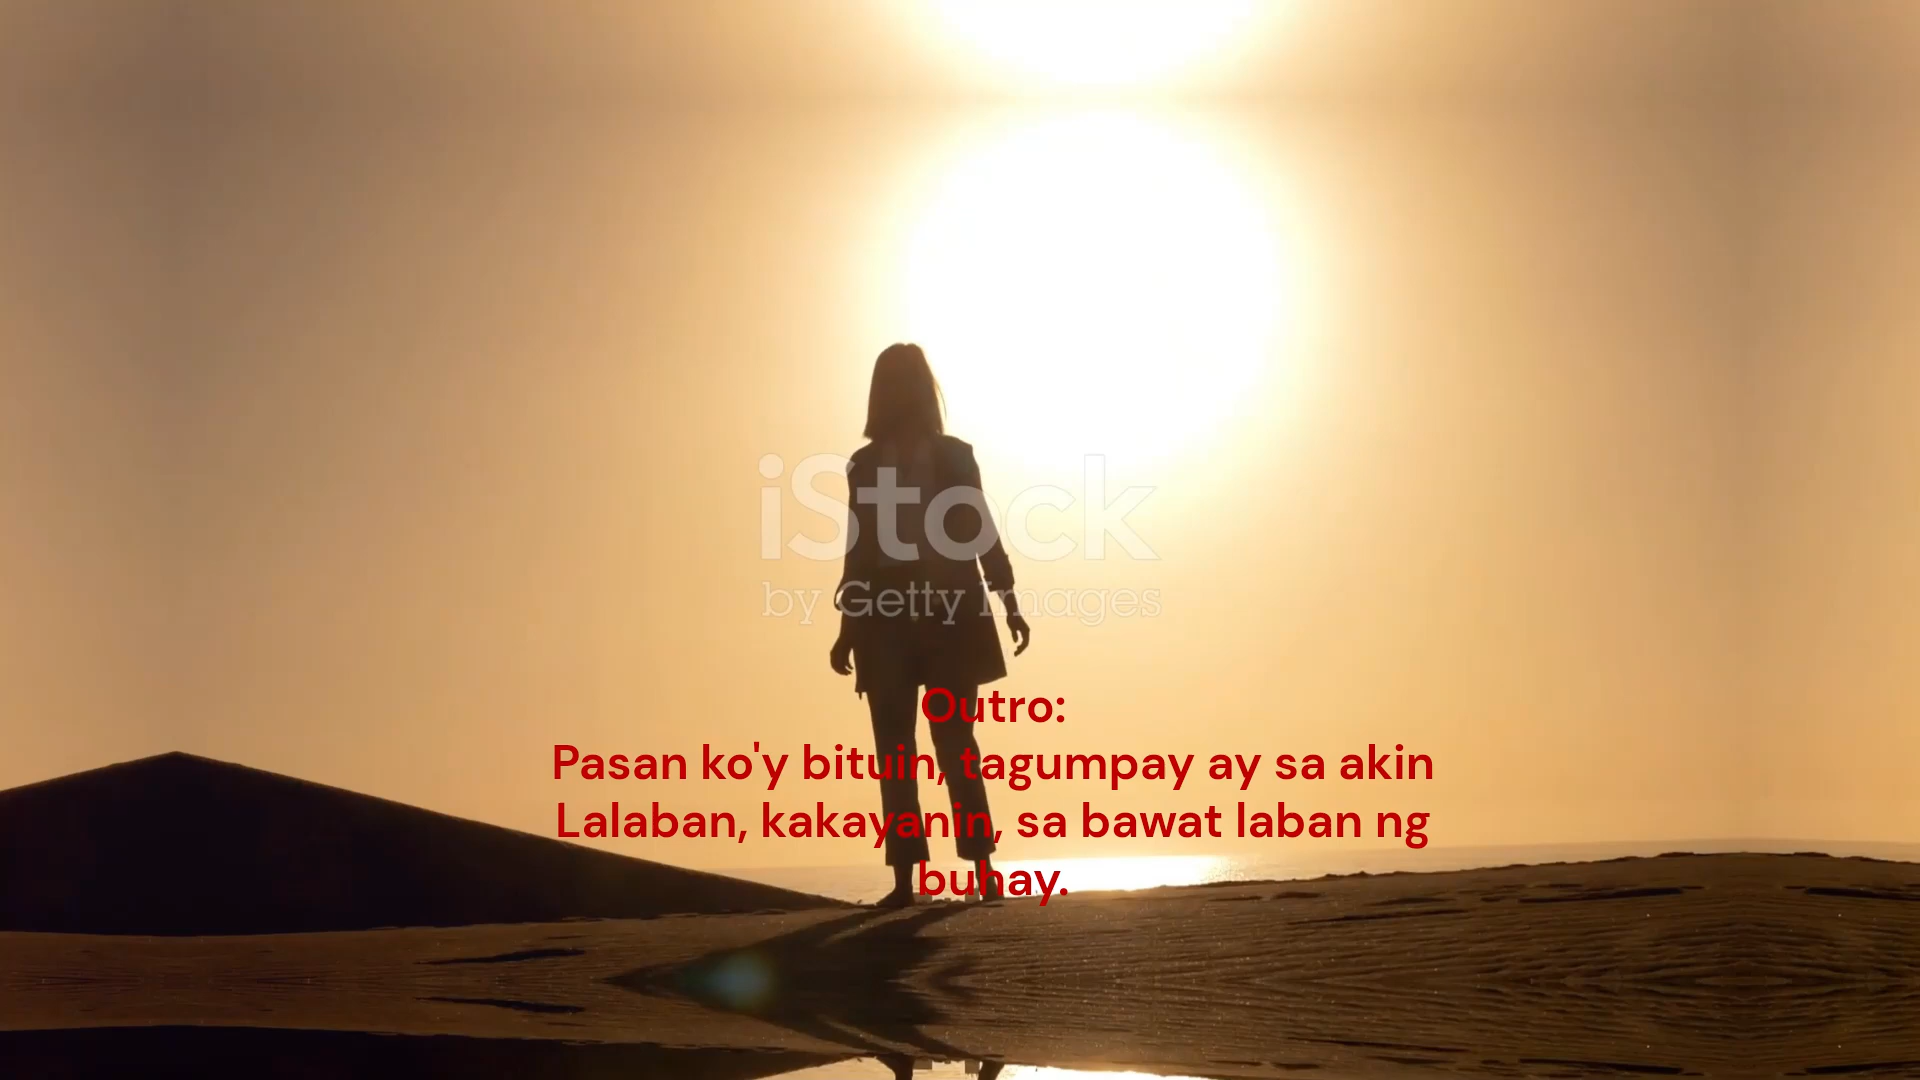 iStock
by Getty Images
Outro:
Pasan ko'y bituin, tagumpay ay sa akin
Lalaban, kakayanin, sa bawat laban ng
buhay.